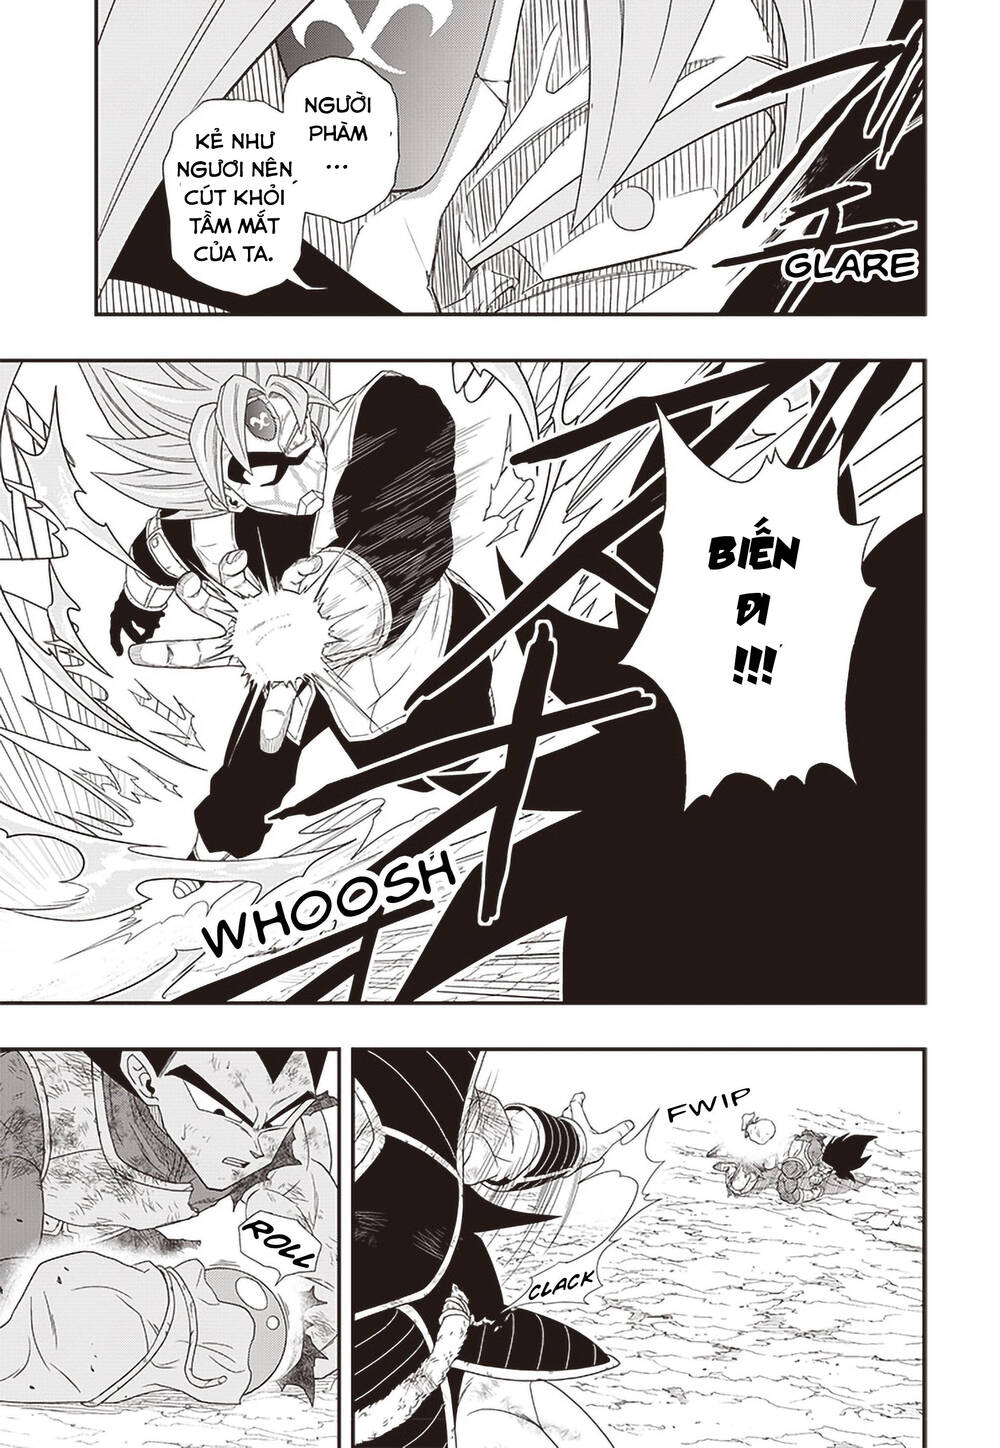 NGƯỜI
PHÀM
...
KẺ NHƯ
NGƯƠI NÊN
CÚT KHỎI
TẦM MẮT
CỦA TA.
GLARE
BIẾN
ĐI
!!!
WHOOSH
FWIP
CLACK
ROLL